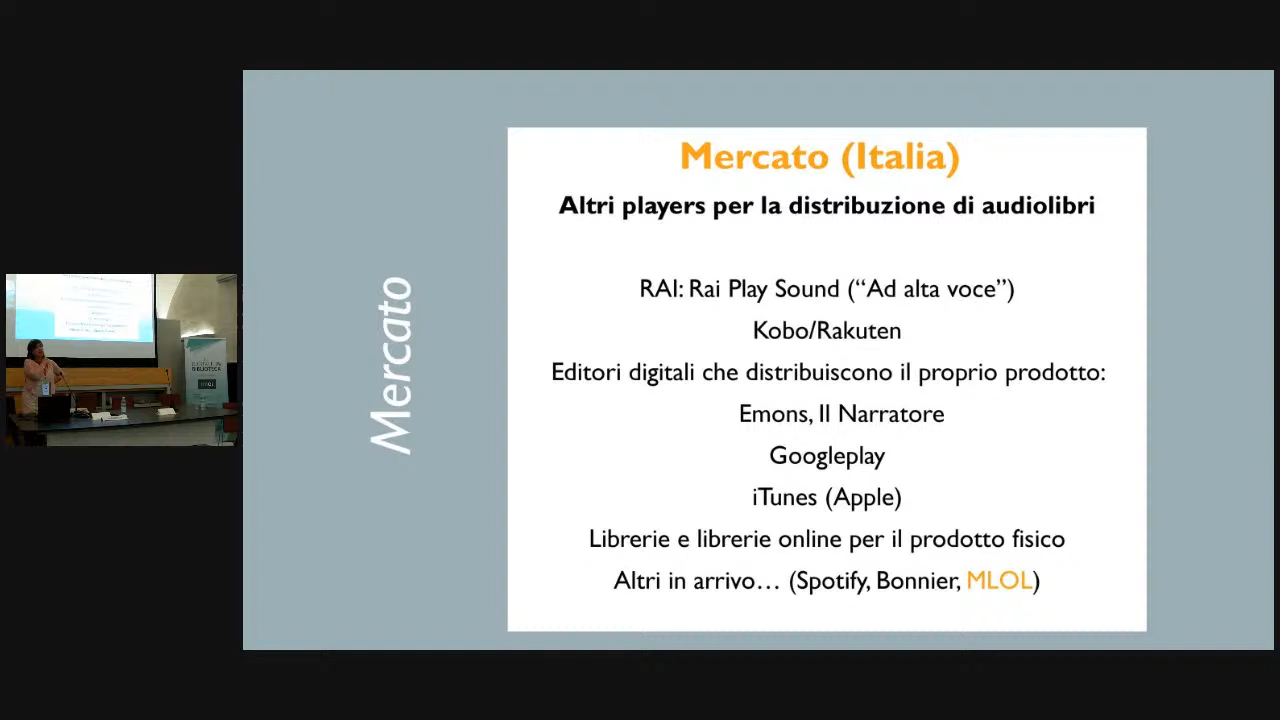 Mercato
Mercato (Italia)
Altri players per la distribuzione di audiolibri
RAI: Rai Play Sound (“Ad alta voce”)
Kobo/Rakuten
Editori digitali che distribuiscono il proprio prodotto:
Emons, Il Narratore
Googleplay
iTunes (Apple)
Librerie e librerie online per il prodotto fisico
Altri in arrivo… (Spotify, Bonnier, MLOL)
BIBLIOTECA